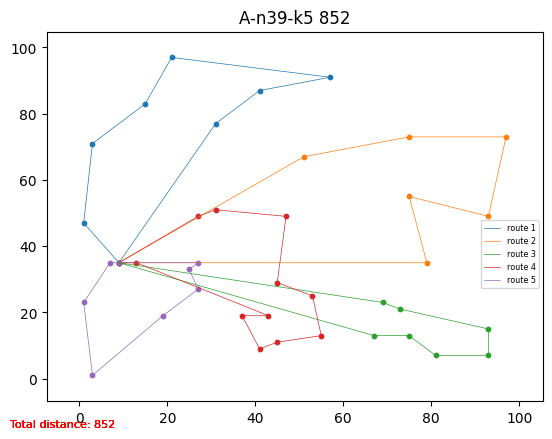 A-n39-k5 852
100
80
60
40
20
0
route 1
route 2
route 3
route 4
route 5
0 20 40 60 80 100
Total distance: 852